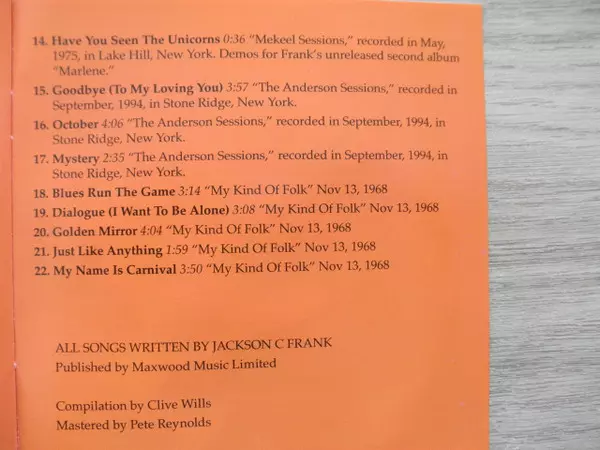 14. Have You Seen The Unicorns 0:36 “Mekeel Sessions,” recorded in May,
1975, in Lake Hill, New York. Demos for Frank’s unreleased second album
“Marlene.”
15. Goodbye (To My Loving You) 3:57 “The Anderson Sessions,” recorded in
September, 1994, in Stone Ridge, New York.
16. October 4:06 “The Anderson Sessions,” recorded in September, 1994, in
Stone Ridge, New York.
17. Mystery 2:35 “The Anderson Sessions,” recorded in September, 1994, in
Stone Ridge, New York.
18. Blues Run The Game 3:14 “My Kind Of Folk” Nov 13, 1968
19. Dialogue (I Want To Be Alone) 3:08 “My Kind Of Folk” Nov 13, 1968
20. Golden Mirror 4:04 “My Kind Of Folk” Nov 13, 1968
21. Just Like Anything 1:59 “My Kind Of Folk” Nov 13, 1968
22. My Name Is Carnival 3:50 “My Kind Of Folk” Nov 13, 1968
ALL SONGS WRITTEN BY JACKSON C FRANK
Published by Maxwood Music Limited
Compilation by Clive Wills
Mastered by Pete Reynolds